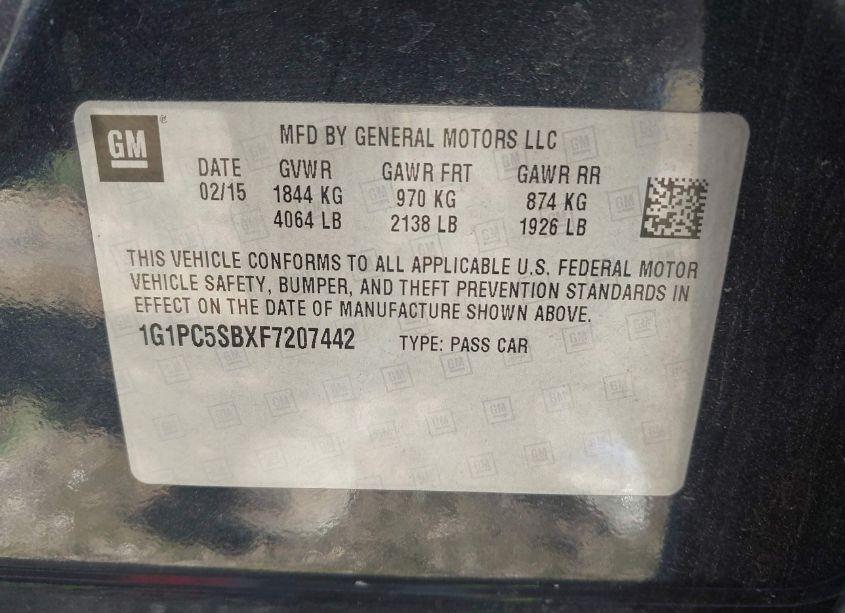 GM ®
MFD BY GENERAL MOTORS LLC
DATE GVWR GAWR FRT GAWR RR
02/15 1844 KG 970 KG 874 KG
4064 LB 2138 LB 1926 LB
THIS VEHICLE CONFORMS TO ALL APPLICABLE U.S. FEDERAL MOTOR
VEHICLE SAFETY, BUMPER, AND THEFT PREVENTION STANDARDS IN
EFFECT ON THE DATE OF MANUFACTURE SHOWN ABOVE.
1G1PC5SBXF7207442 TYPE: PASS CAR